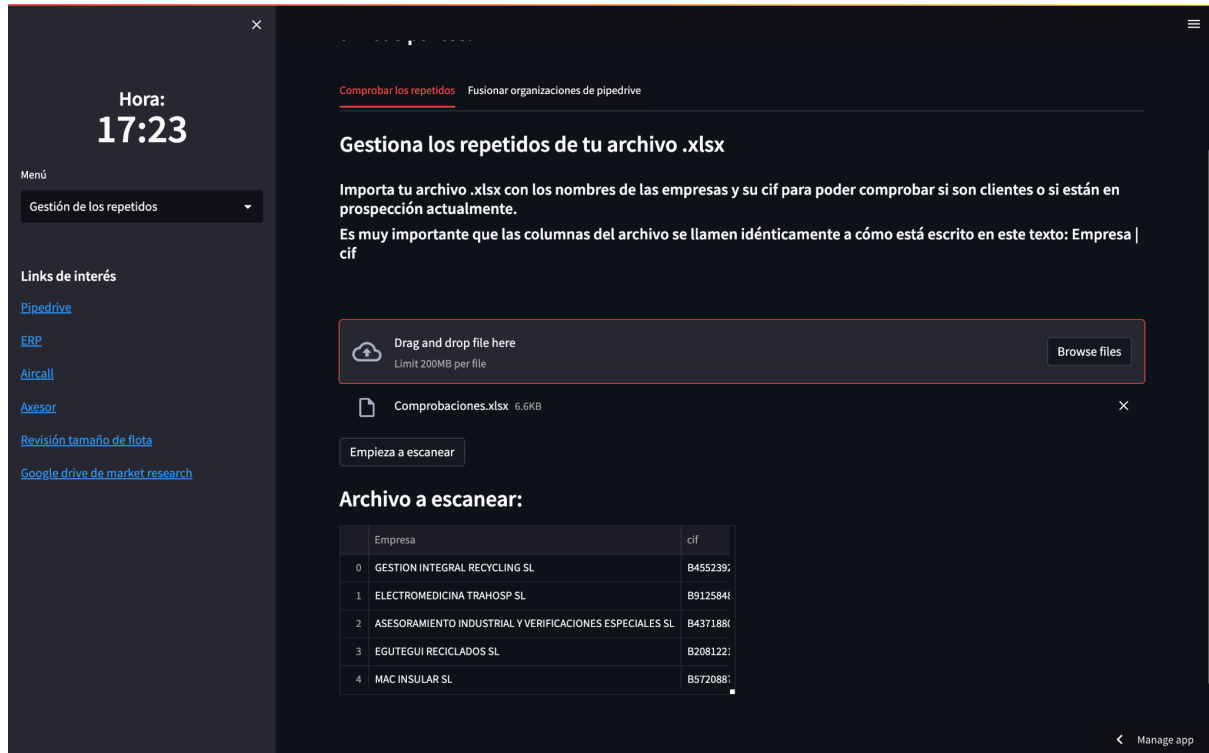 Hora:
17:23
Menú
Gestión de los repetidos
Links de interés
Pipedrive
ERP
Aircall
Axesor
Revisión tamaño de flota
Google drive de market research
Comprobar los repetidos Fusionar organizaciones de pipedrive
Gestiona los repetidos de tu archivo .xlsx
Importa tu archivo .xlsx con los nombres de las empresas y su cif para poder comprobar si son clientes o si están en
prospección actualmente.
Es muy importante que las columnas del archivo se llamen idénticamente a cómo está escrito en este texto: Empresa |
cif
Drag and drop file here
Limit 200MB per file
Browse files
Comprobaciones.xlsx 6.6KB
Empieza a escanear
Archivo a escanear:
Empresa cif
0 GESTION INTEGRAL RECYCLING SL B4552392
1 ELECTROMEDICINA TRAHOSP SL B9125848
2 ASESORAMIENTO INDUSTRIAL Y VERIFICACIONES ESPECIALES SL B4371880
3 EGUTEGUI RECICLADOS SL B2081221
4 MAC INSULAR SL B5720887
Manage app